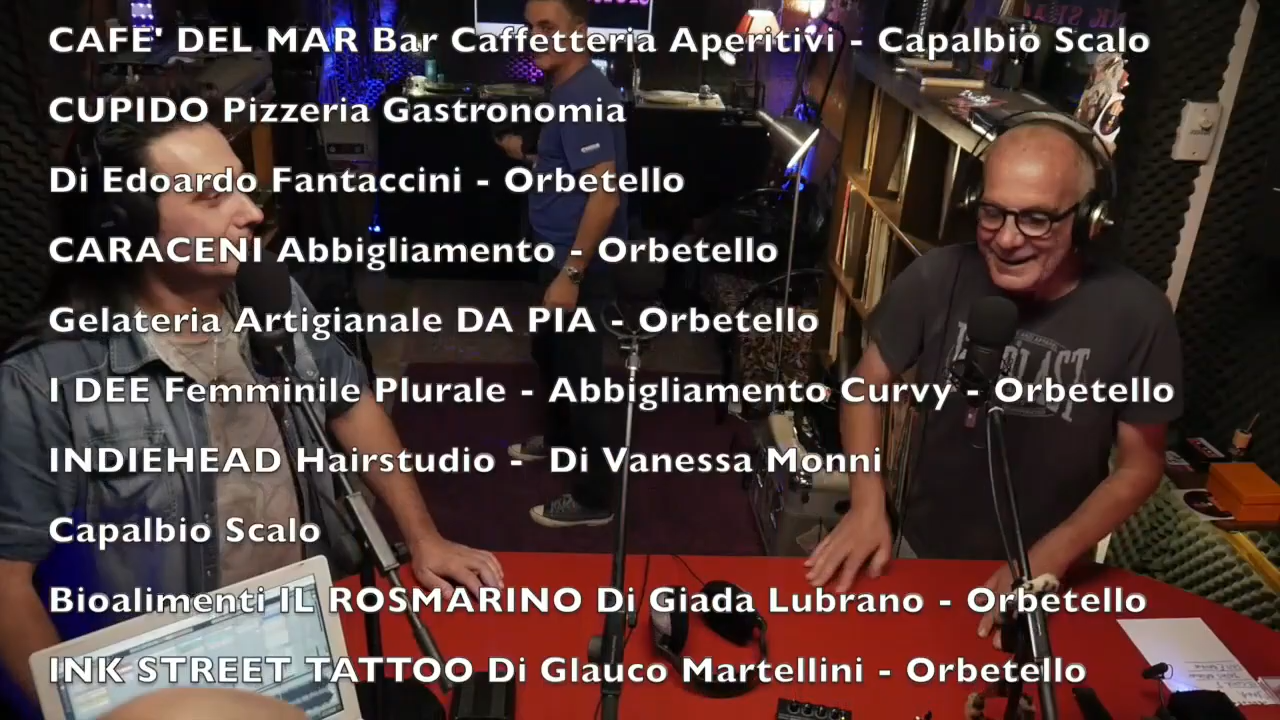 CAFE' DEL MAR Bar Caffetteria Aperitivi - Capalbio Scalo
CUPIDO Pizzeria Gastronomia
Di Edoardo Fantaccini - Orbetello
CARACENI Abbigliamento - Orbetello
Gelateria Artigianale DA PIA - Orbetello
I DEE Femminile Plurale - Abbigliamento Curvy - Orbetello
INDIEHEAD Hairstudio -  Di Vanessa Monni
Capalbio Scalo
Bioalimenti IL ROSMARINO Di Giada Lubrano - Orbetello
INK STREET TATTOO Di Glauco Martellini - Orbetello